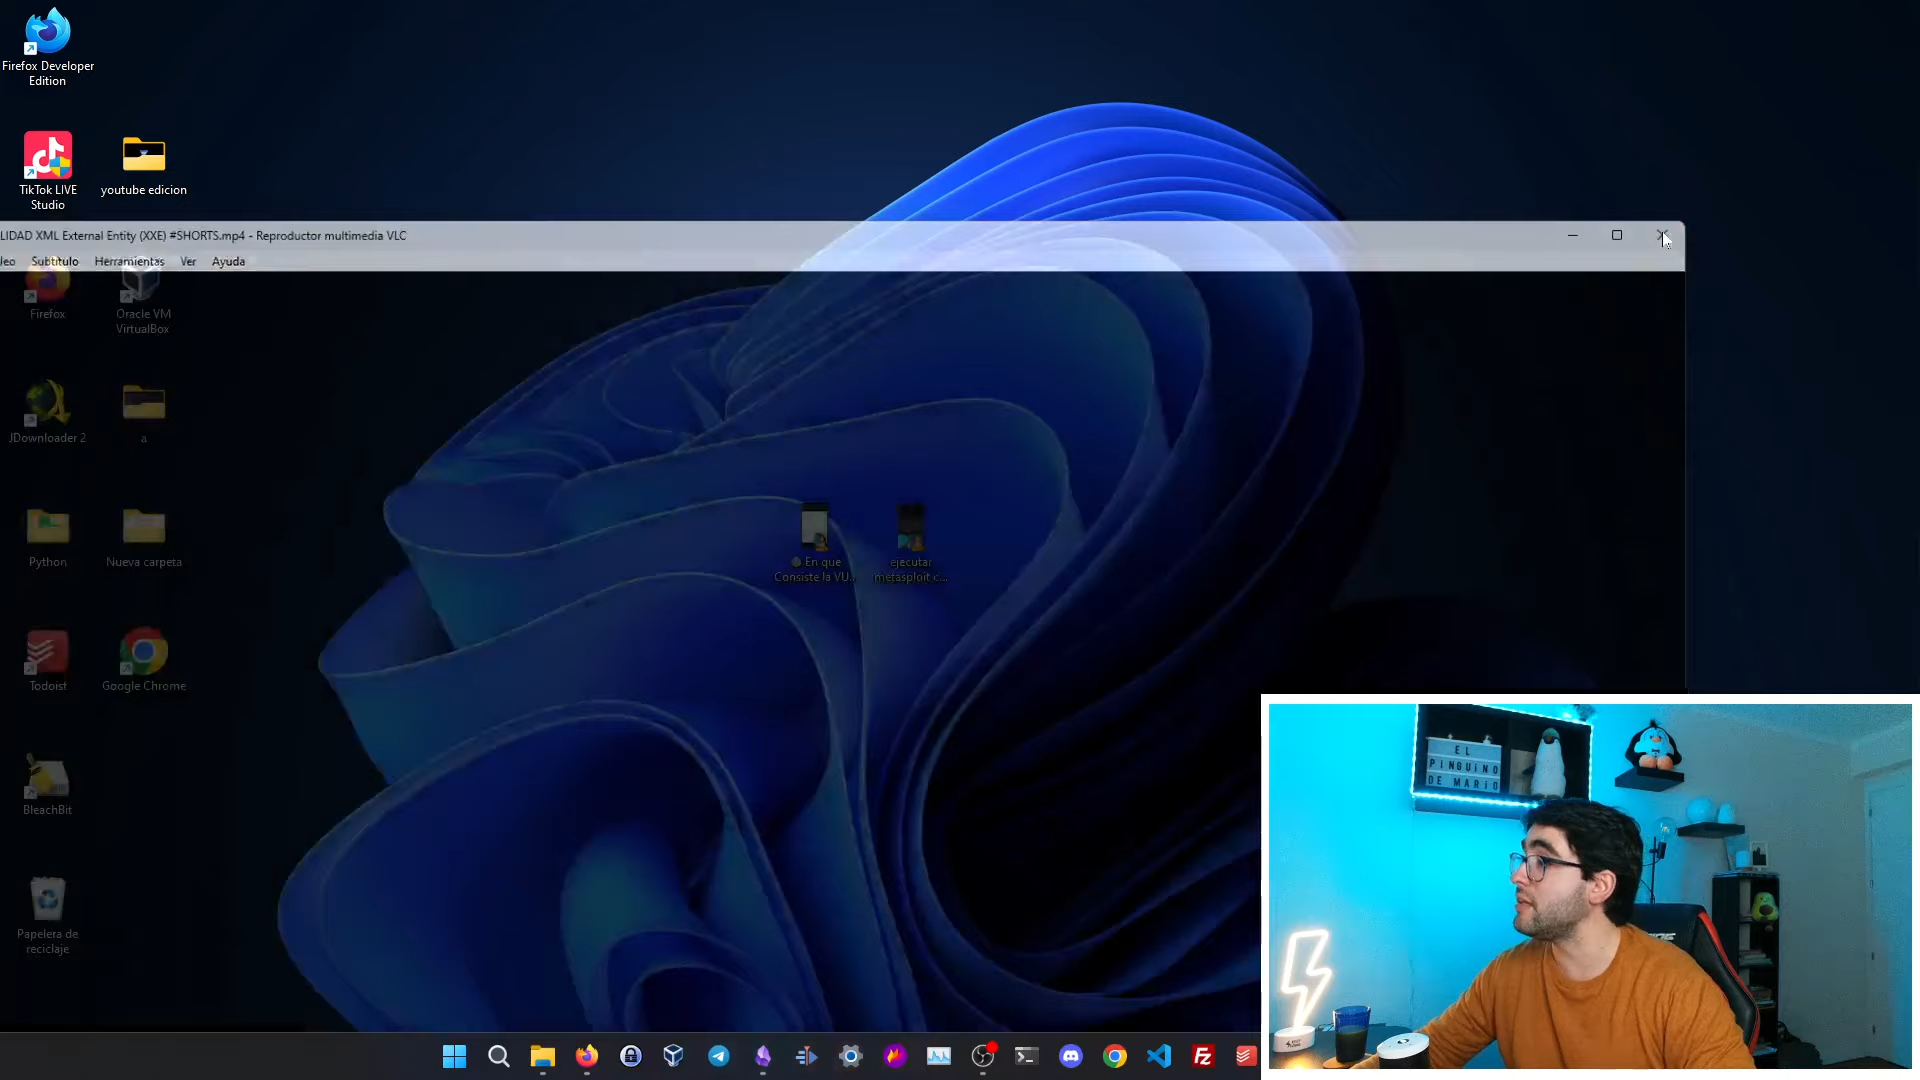 Firefox Developer
Edition
TikTok LIVE
Studio
youtube edicion
LIDAD XML External Entity (XXE) #SHORTS.mp4 - Reproductor multimedia VLC
Subtítulo Herramientas Ver Ayuda
Firefox
Oracle VM
VirtualBox
JDownloader 2
a
Python
Nueva carpeta
En que
Consiste la VU...
ejecutar
metasploit c...
Todoist
Google Chrome
BleachBit
Papelera de
reciclaje
EL
PINGUiNO
DE MARiO